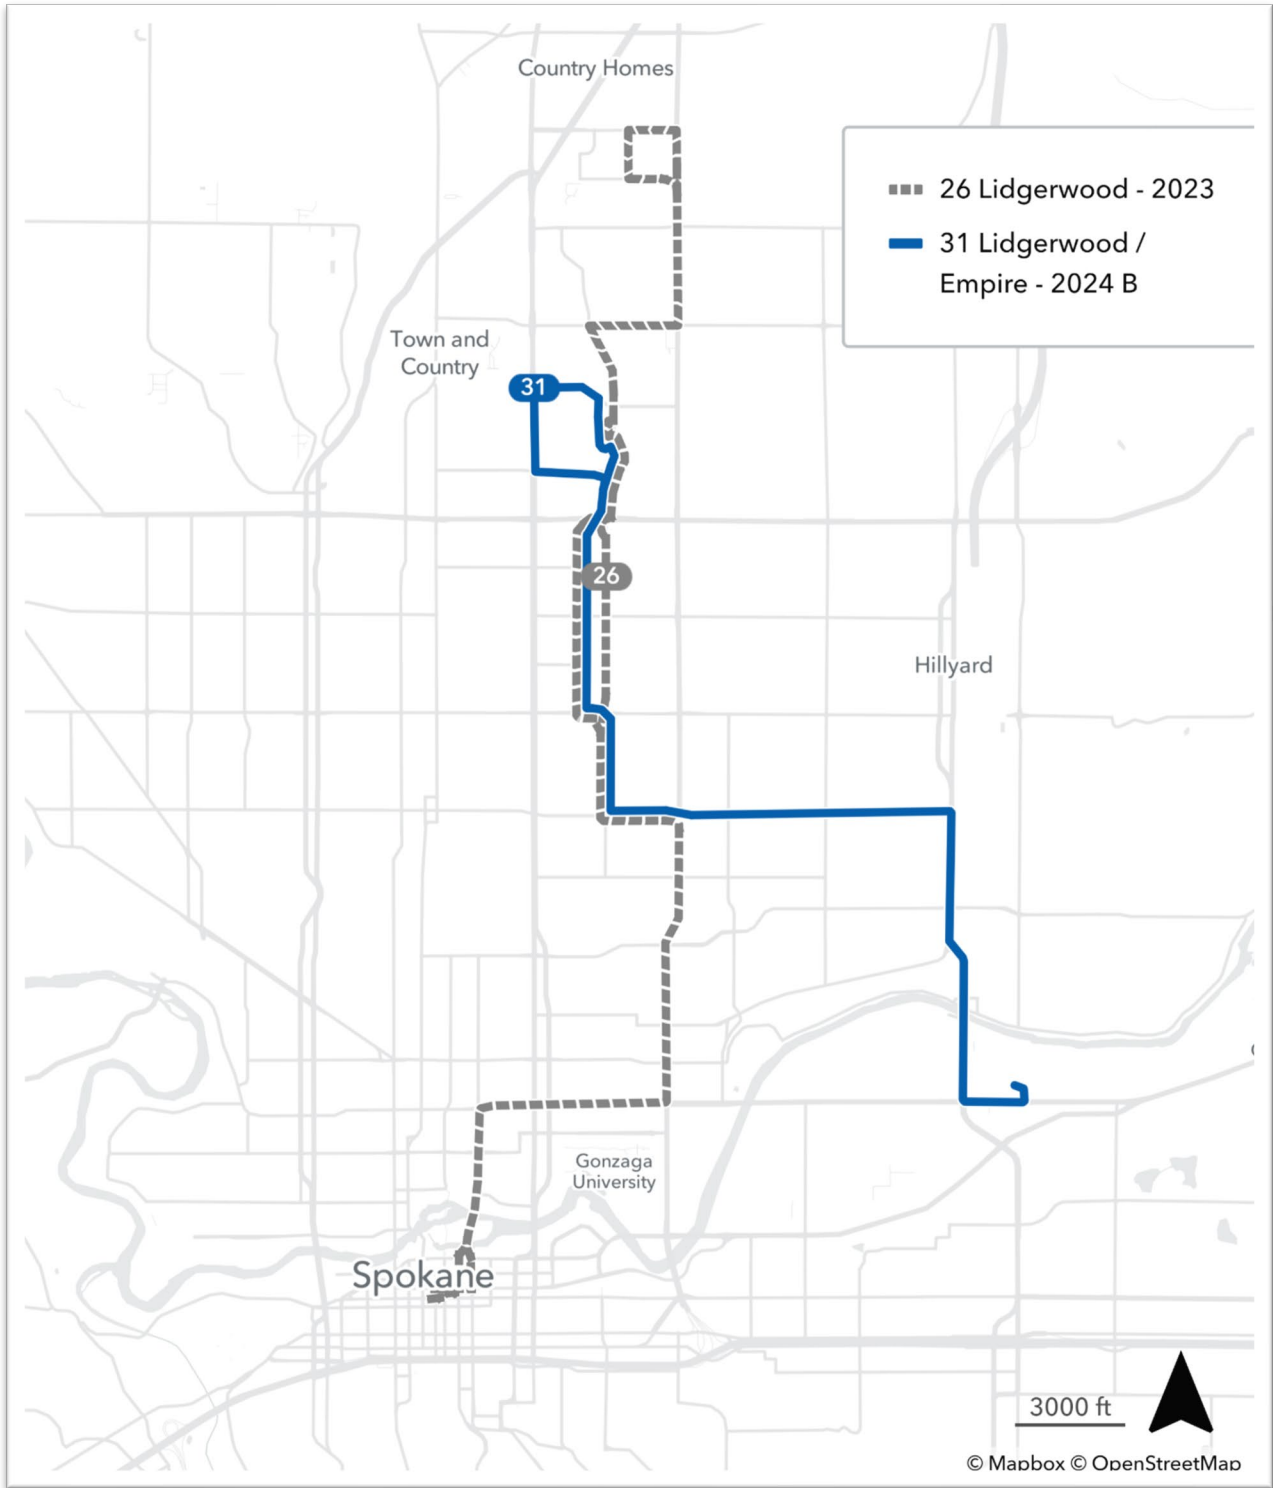 Country Homes
26 Lidgerwood - 2023
31 Lidgerwood /
Empire - 2024 B
Town and
Country
31
26
Hillyard
Gonzaga
University
Spokane
3000 ft
© Mapbox © OpenStreetMap